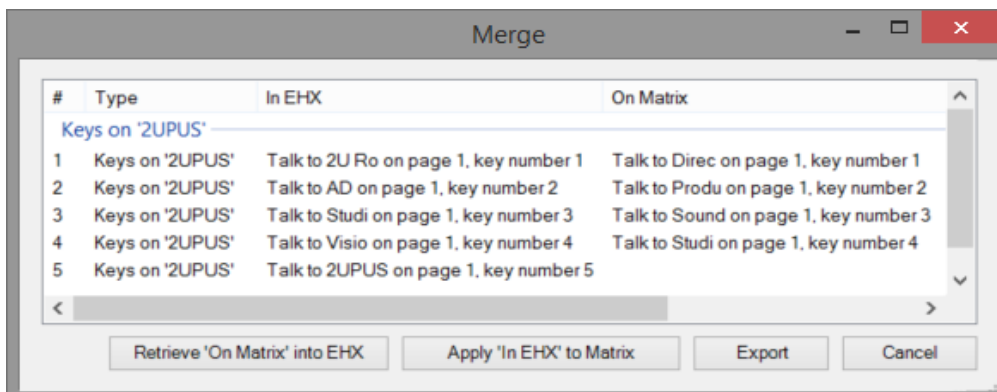 Merge
# Type In EHX On Matrix
Keys on '2UPUS'
1 Keys on '2UPUS' Talk to 2U Ro on page 1, key number 1 Talk to Direc on page 1, key number 1
2 Keys on '2UPUS' Talk to AD on page 1, key number 2 Talk to Produ on page 1, key number 2
3 Keys on '2UPUS' Talk to Studi on page 1, key number 3 Talk to Sound on page 1, key number 3
4 Keys on '2UPUS' Talk to Visio on page 1, key number 4 Talk to Studi on page 1, key number 4
5 Keys on '2UPUS' Talk to 2UPUS on page 1, key number 5
Retrieve 'On Matrix' into EHX Apply 'In EHX' to Matrix Export Cancel